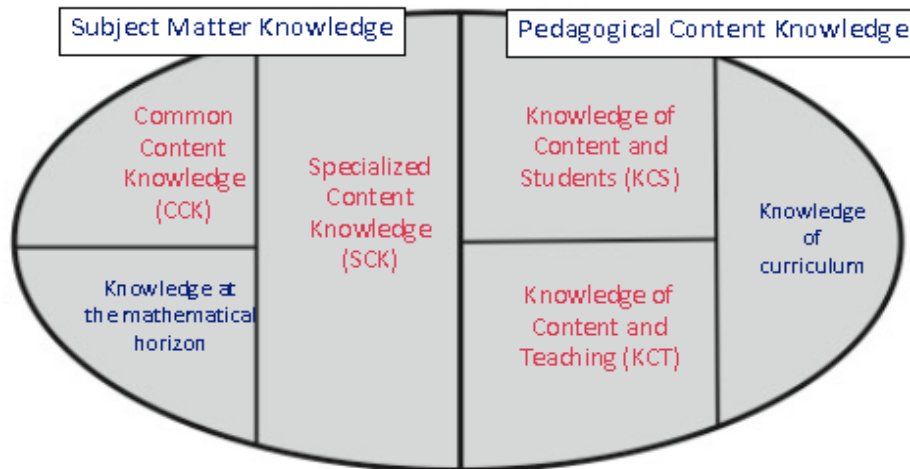 Subject Matter Knowledge
Pedagogical Content Knowledge
Common
Content
Knowledge
(CCK)
Knowledge at
the mathematical
horizon
Specialized
Content
Knowledge
(SCK)
Knowledge of
Content and
Students (KCS)
Knowledge of
Content and
Teaching (KCT)
Knowledge
of
curriculum